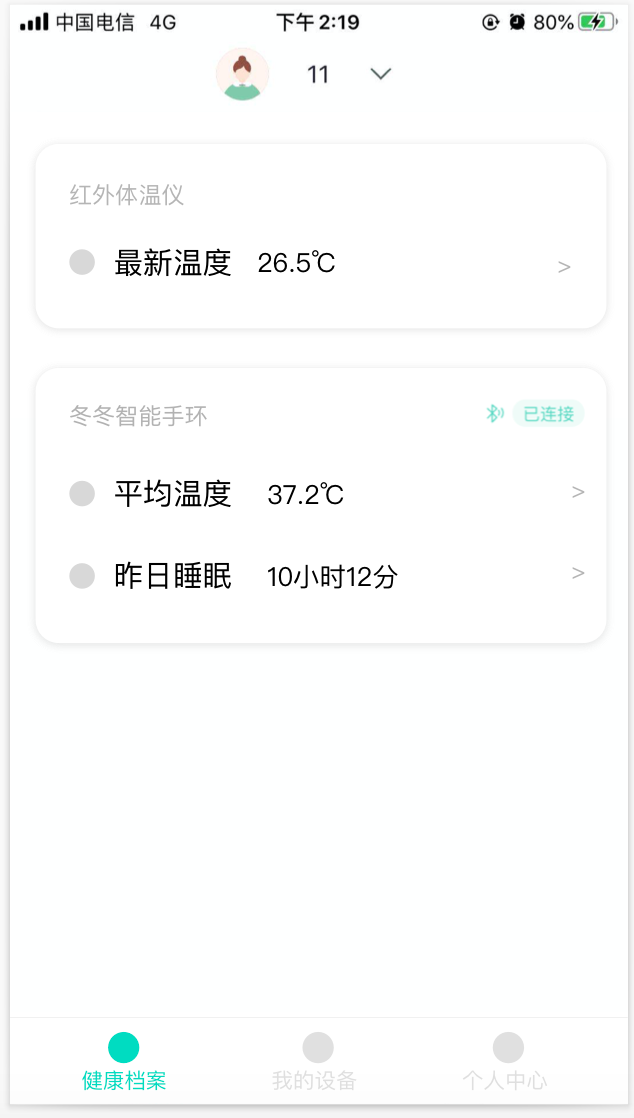 中国电信 4G 下午 2:19 80%
11
红外体温仪
最新温度 26.5℃ >
冬冬智能手环 已连接
平均温度 37.2℃ >
昨日睡眠 10小时12分 >
健康档案 我的设备 个人中心